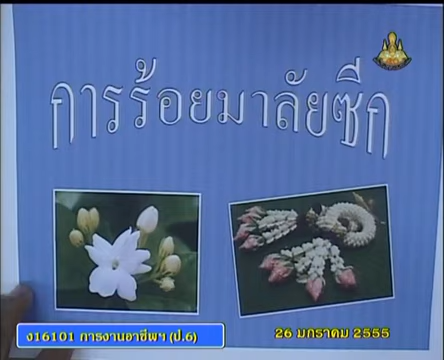 การร้อยมาลัยซีก
ง16101 การงานอาชีพฯ (ป.6)
26 มกราคม 2555